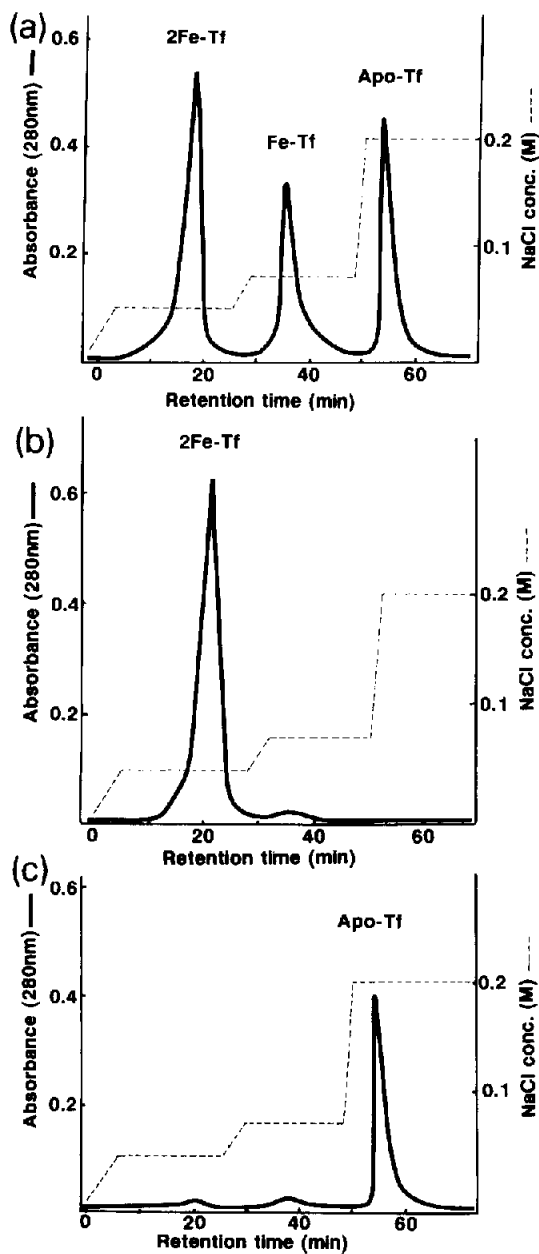 (a)
0.6
2Fe-Tf
Fe-Tf
Apo-Tf
Absorbance (280nm)
0.4
0.2
0.2
0.1
NaCl conc. (M)
0 20 40 60
Retention time (min)
(b)
2Fe-Tf
Absorbance (280nm)
0.6
0.4
0.2
0.2
0.1
NaCl conc. (M)
0 20 40 60
Retention time (min)
(c)
0.6
Apo-Tf
Absorbance (280nm)
0.4
0.2
0.2
0.1
NaCl conc. (M)
0 20 40 60
Retention time (min)